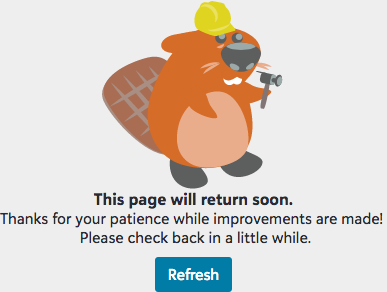 This page will return soon.
Thanks for your patience while improvements are made!
Please check back in a little while.
Refresh